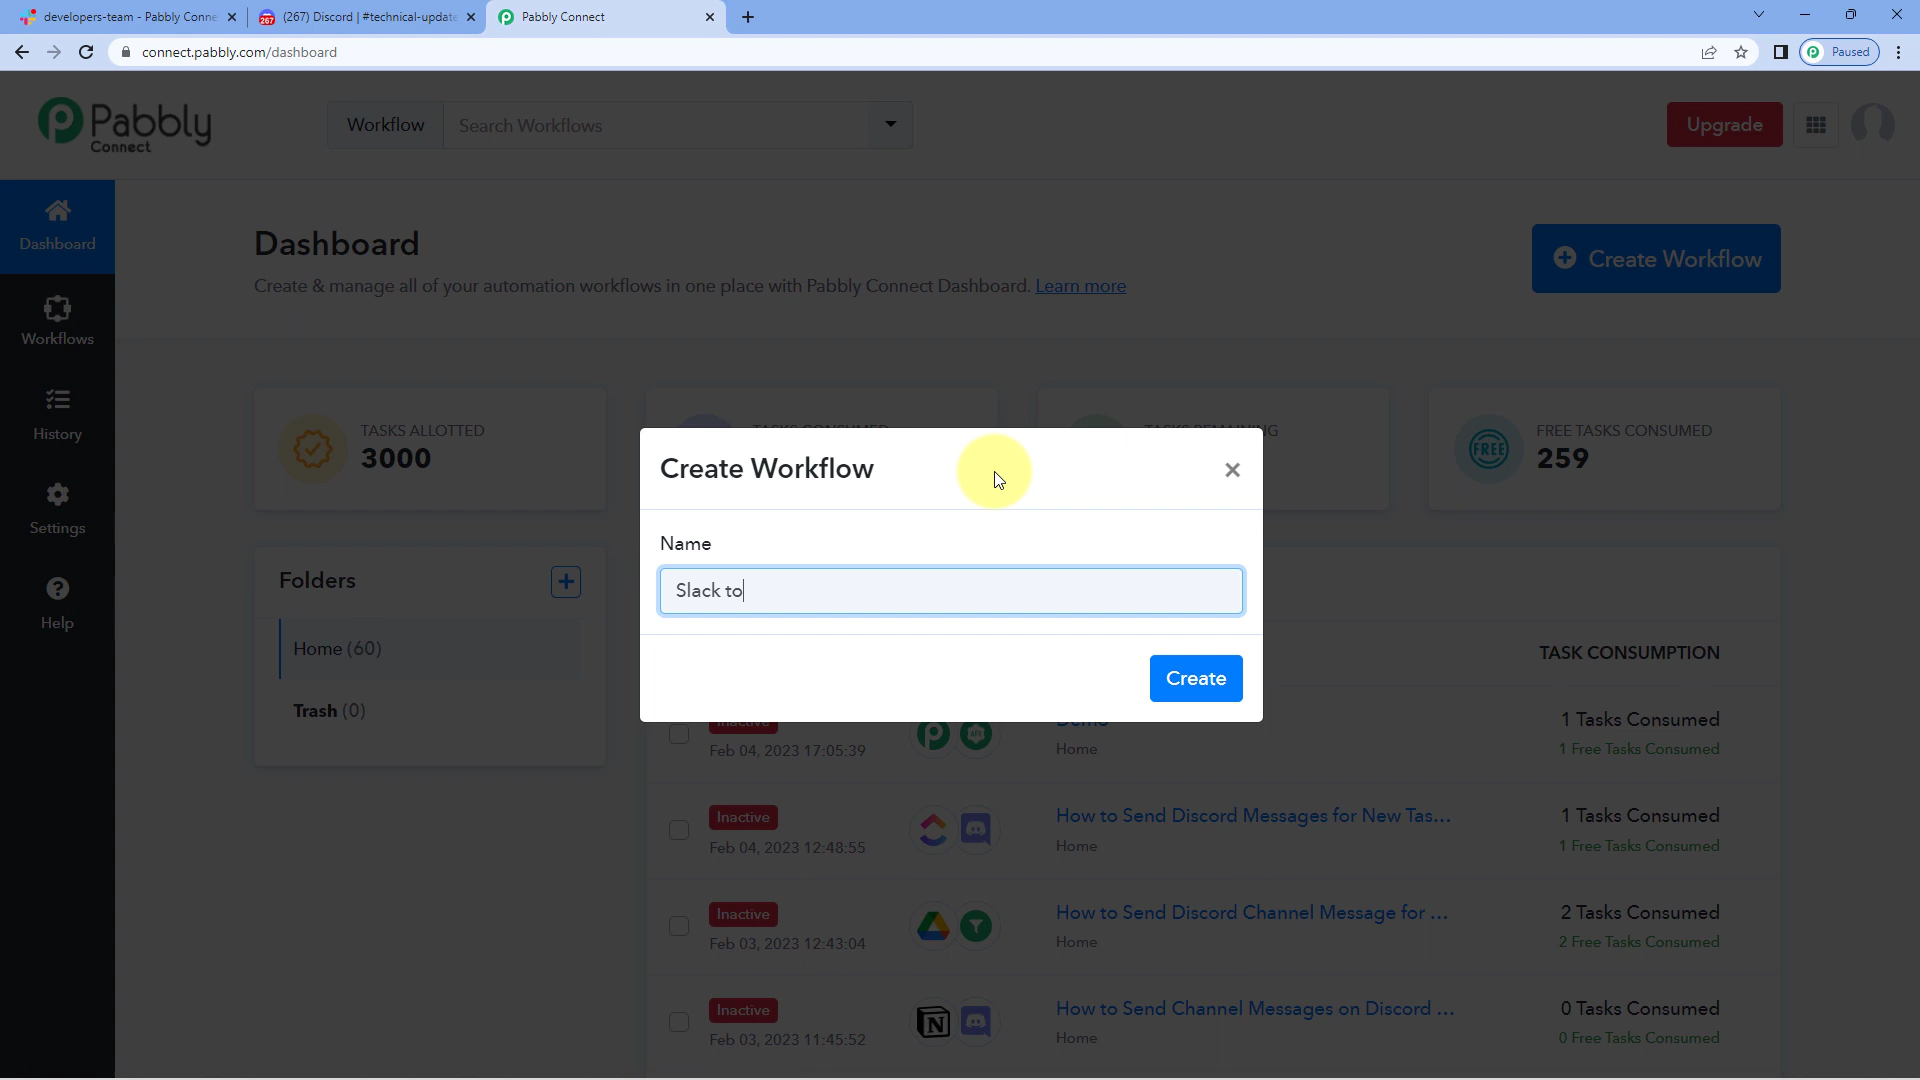 developers-team - Pabbly Conne
(267) Discord | #technical-update
Pabbly Connect
connect.pabbly.com/dashboard
Paused
Pabbly
Connect
Workflow
Search Workflows
Upgrade
Dashboard
Workflows
History
Settings
Help
Dashboard
Create & manage all of your automation workflows in one place with Pabbly Connect Dashboard. Learn more
Create Workflow
TASKS ALLOTTED
3000
TASKS CONSUMED
TASKS REMAINING
FREE
FREE TASKS CONSUMED
259
Folders
Home (60)
Trash (0)
Create Workflow
Name
Slack to
Create
TASK CONSUMPTION
Inactive
Feb 04, 2023 17:05:39
Demo
Home
1 Tasks Consumed
1 Free Tasks Consumed
Inactive
Feb 04, 2023 12:48:55
How to Send Discord Messages for New Tas...
Home
1 Tasks Consumed
1 Free Tasks Consumed
Inactive
Feb 03, 2023 12:43:04
How to Send Discord Channel Message for ...
Home
2 Tasks Consumed
2 Free Tasks Consumed
Inactive
Feb 03, 2023 11:45:52
How to Send Channel Messages on Discord ...
Home
0 Tasks Consumed
0 Free Tasks Consumed